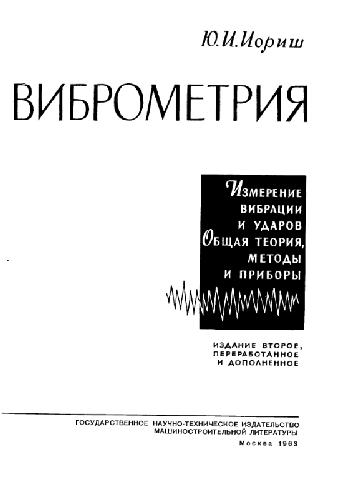 Ю.И.Иориш
ВИБРОМЕТРИЯ
Измерение
вибрации
и ударов
Общая теория,
методы
и приборы
издание второе,
переработанное
и дополненное
ГОСУДАРСТВЕННОЕ НАУЧНО-ТЕХНИЧЕСКОЕ ИЗДАТЕЛЬСТВО
МАШИНОСТРОИТЕЛЬНОЙ ЛИТЕРАТУРЫ
Москва 1963